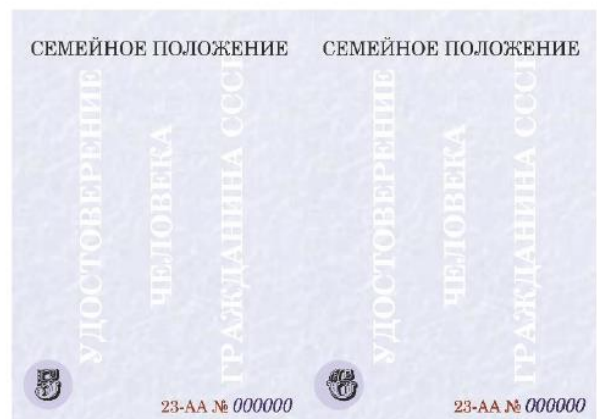 СЕМЕЙНОЕ ПОЛОЖЕНИЕ
УДОСТОВЕРЕНИЕ
ЧЕЛОВЕКА
ГРАЖДАНИНА СССР
5
23-АА № 000000
СЕМЕЙНОЕ ПОЛОЖЕНИЕ
УДОСТОВЕРЕНИЕ
ЧЕЛОВЕКА
ГРАЖДАНИНА СССР
6
23-АА № 000000